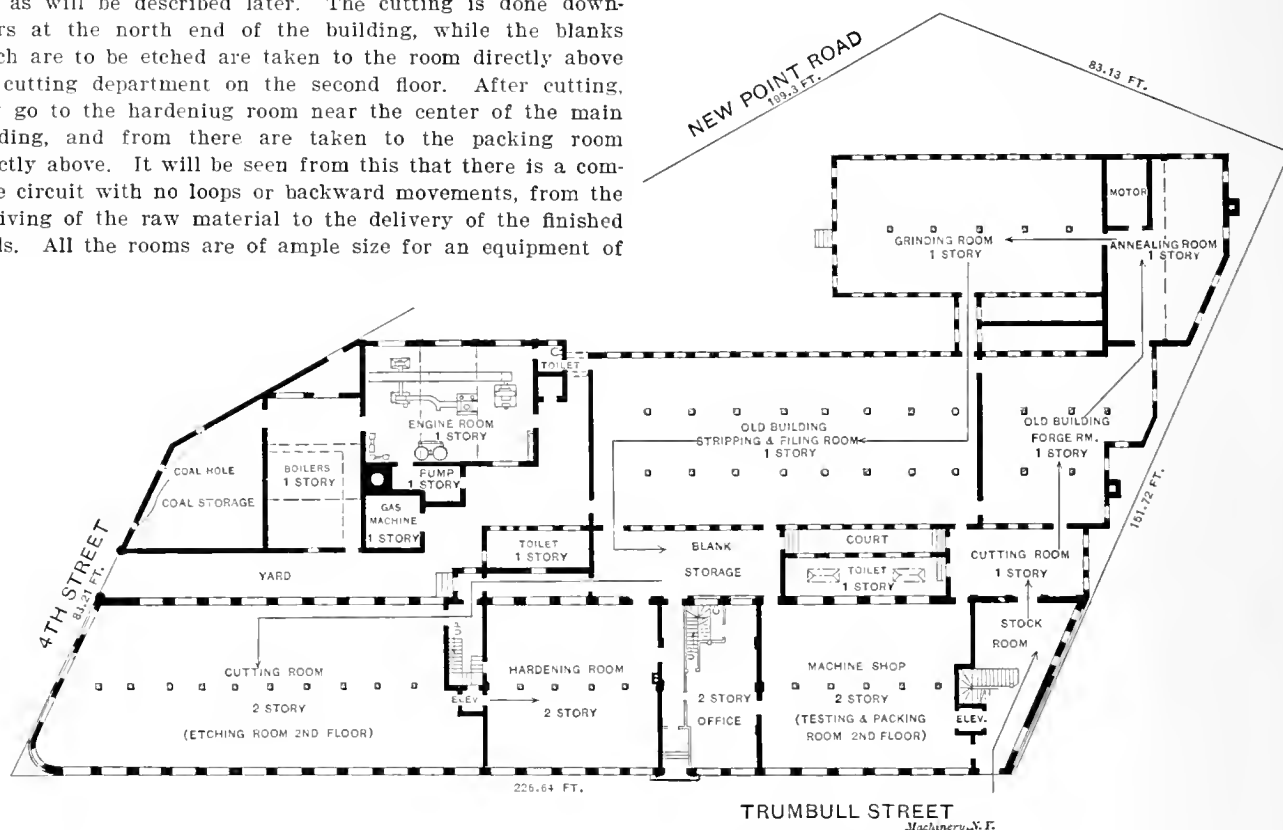 as will be described later. The cutting is done down-
rs at the north end of the building, while the blanks
ch are to be etched are taken to the room directly above
cutting department on the second floor. After cutting,
go to the hardeniug room near the center of the main
ding, and from there are taken to the packing room
ctly above. It will be seen from this that there is a com-
e circuit with no loops or backward movements, from the
iving of the raw material to the delivery of the finished
ls. All the rooms are of ample size for an equipment of
NEW POINT ROAD
199.3 FT.
83.13 FT.
MOTOR
GRINDING ROOM
1 STORY
ANNEALING ROOM
1 STORY
TOILET
ENGINE ROOM
1 STORY
OLD BUILDING
STRIPPING & FILING ROOM
1 STORY
OLD BUILDING
FORGE RM.
1 STORY
COAL HOLE
COAL STORAGE
BOILERS
1 STORY
PUMP
1 STORY
GAS
MACHINE
1 STORY
151.72 FT.
TOILET
1 STORY
BLANK
STORAGE
COURT
TOILET
1 STORY
CUTTING ROOM
1 STORY
4TH STREET
83.21 FT.
YARD
STOCK
ROOM
UP
UP
CUTTING ROOM
2 STORY
(ETCHING ROOM 2ND FLOOR)
ELEV.
HARDENING ROOM
2 STORY
2 STORY
OFFICE
MACHINE SHOP
2 STORY
(TESTING & PACKING
ROOM 2ND FLOOR)
ELEV.
226.64 FT.
TRUMBULL STREET
Machinery, N.Y.